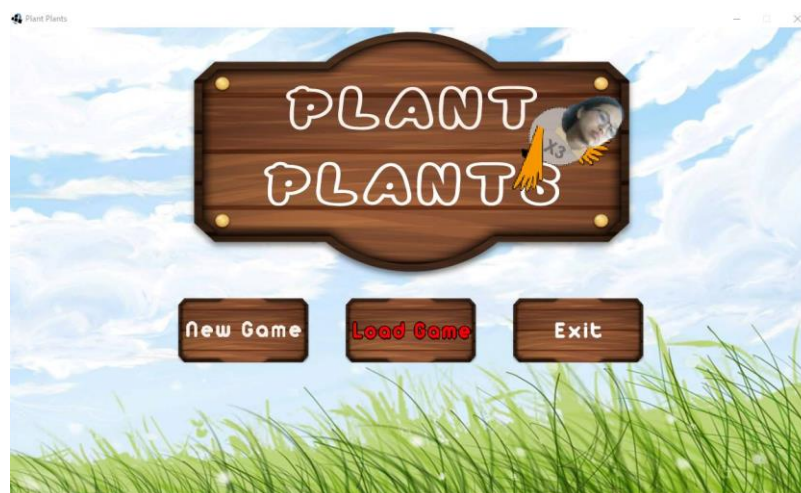 Plant Plants
PLANT
X3
PLANTS
New Game
Load Game
Exit